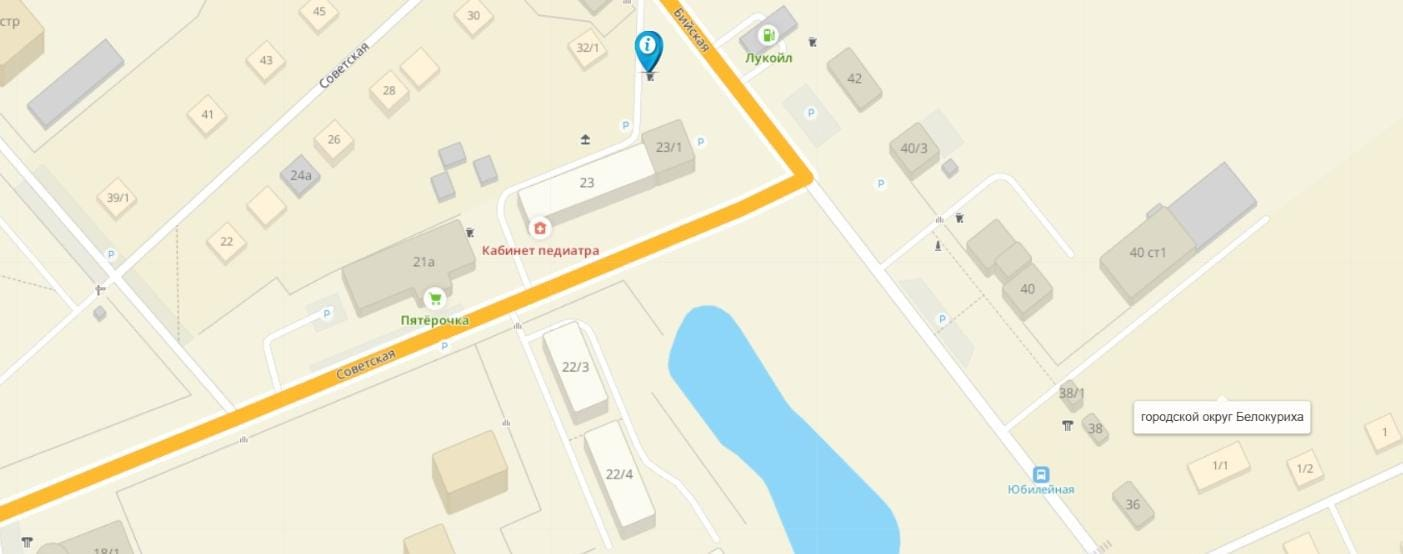 стр
45
30
Бийская
Лукойл
32/1
43
Советская
42
28
41
P
P
23/1
P
26
40/3
24а
23
P
39/1
22
Кабинет педиатра
P
21а
40 ст1
40
P
Пятёрочка
P
P
Советская
22/3
38/1
городской округ Белокуриха
38
1
22/4
1/1
1/2
Юбилейная
36
18/1